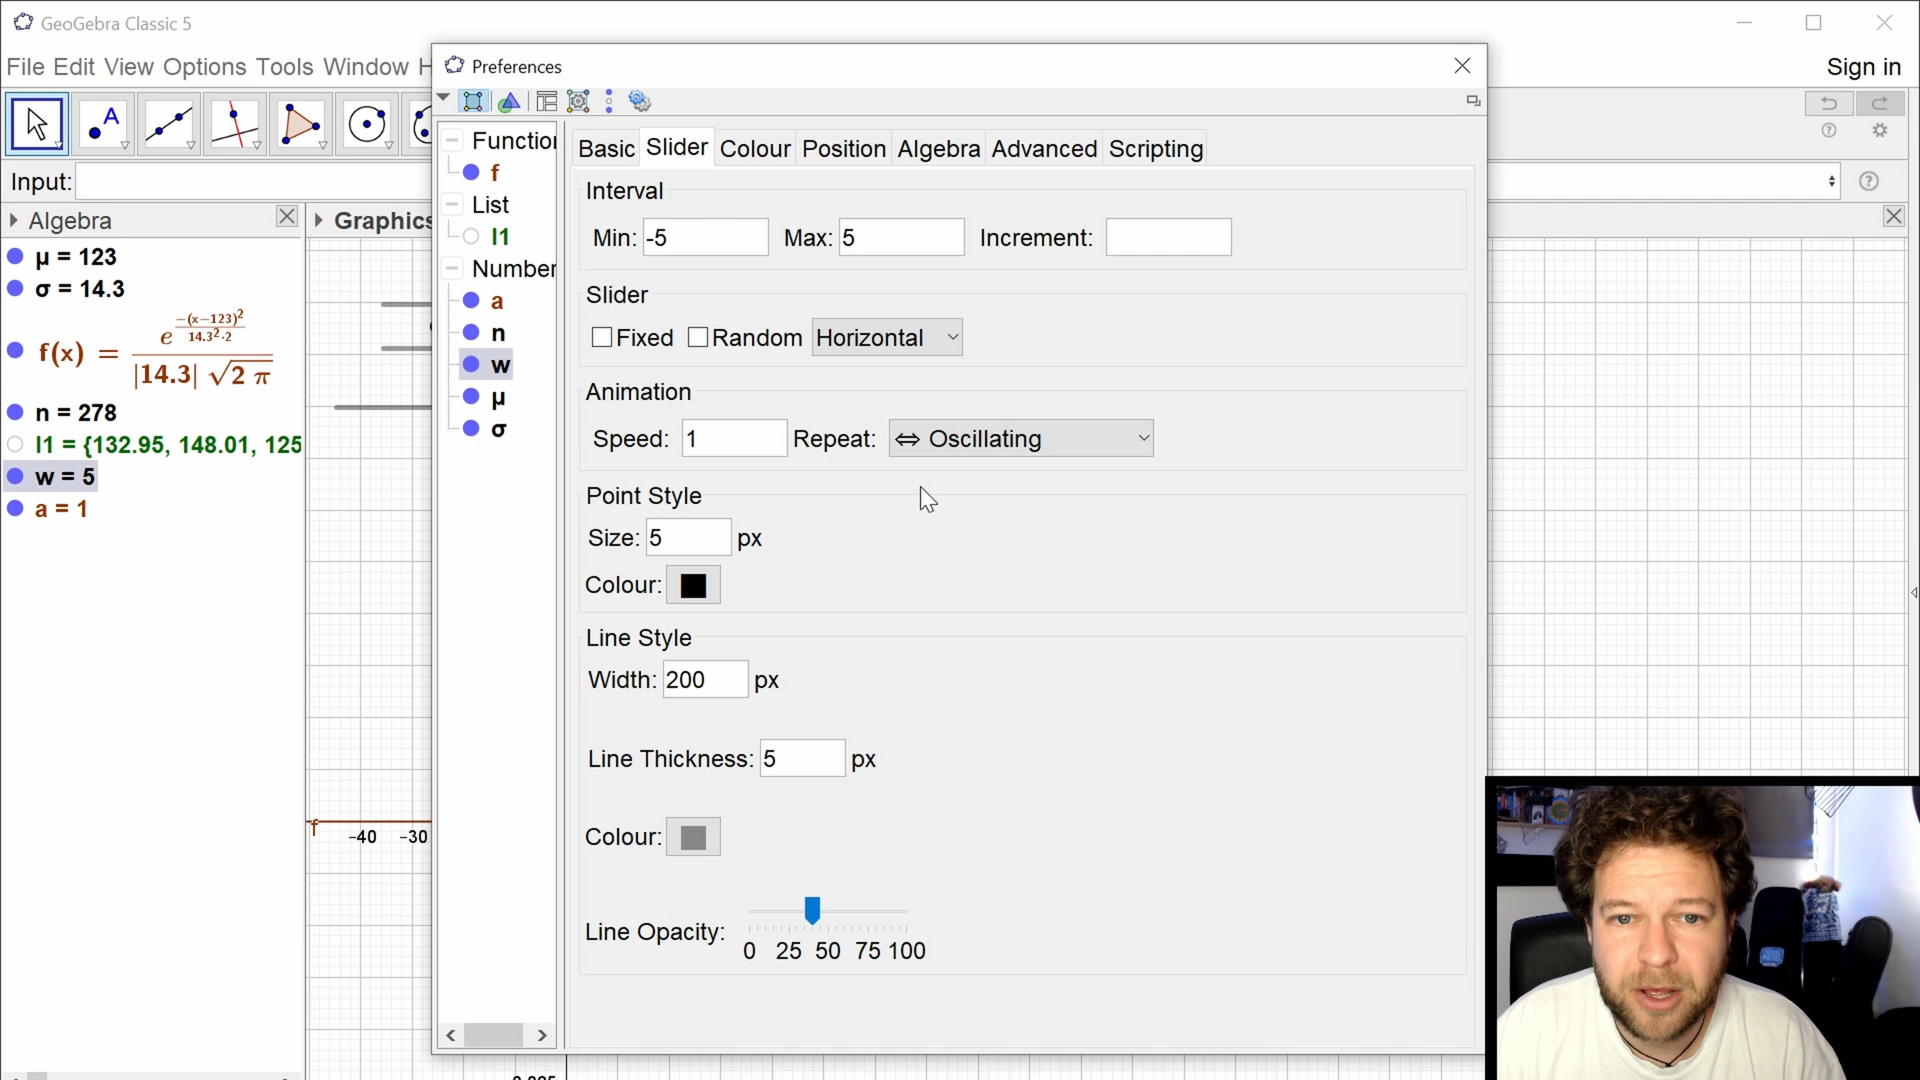 GeoGebra Classic 5
File Edit View Options Tools Window H
Sign in
Input:
Algebra
Graphics
μ = 123
σ = 14.3
f(x) = e^(-(x-123)²/14.3²·2) / |14.3| √2 π
n = 278
l1 = {132.95, 148.01, 125
w = 5
a = 1
f
-40 -30
Preferences
Function
f
List
l1
Number
a
n
w
μ
σ
Basic Slider Colour Position Algebra Advanced Scripting
Interval
Min: -5 Max: 5 Increment:
Slider
Fixed Random Horizontal
Animation
Speed: 1 Repeat: ⇔ Oscillating
Point Style
Size: 5 px
Colour:
Line Style
Width: 200 px
Line Thickness: 5 px
Colour:
Line Opacity:
0 25 50 75 100